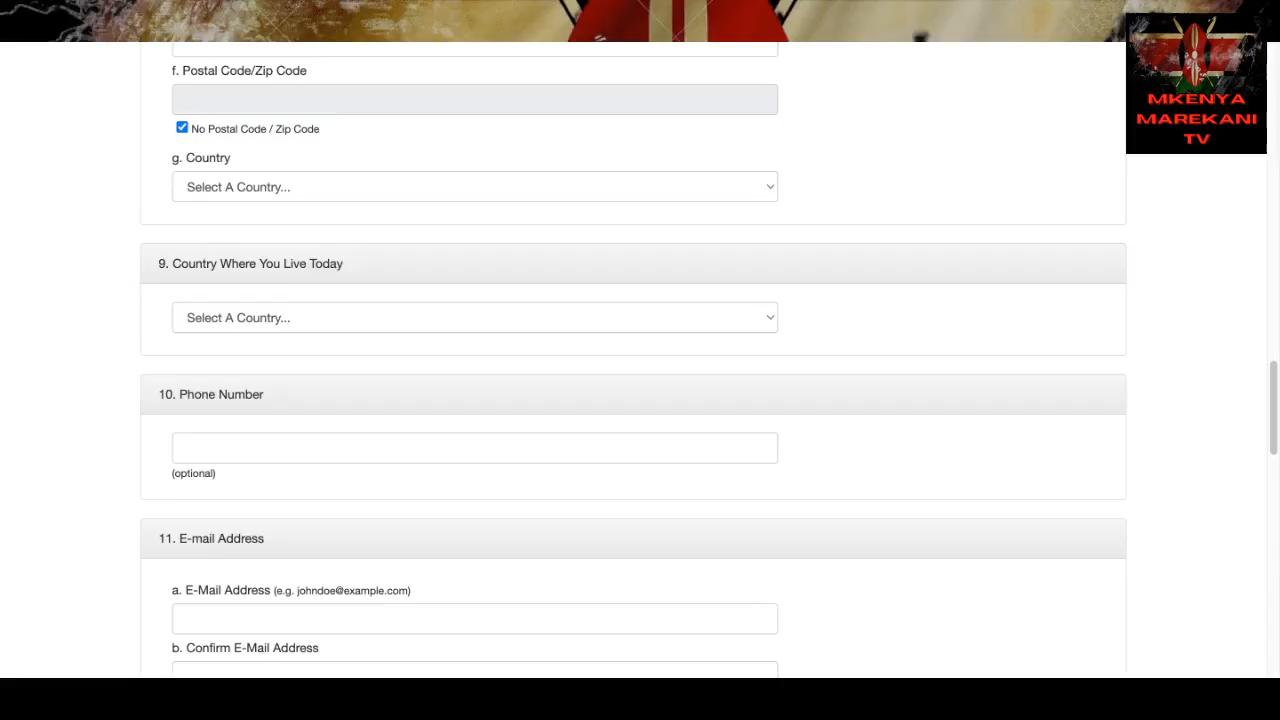 f. Postal Code/Zip Code
No Postal Code / Zip Code
g. Country
Select A Country...
9. Country Where You Live Today
Select A Country...
10. Phone Number
(optional)
11. E-mail Address
a. E-Mail Address (e.g. johndoe@example.com)
b. Confirm E-Mail Address
MKENYA
MAREKANI
TV